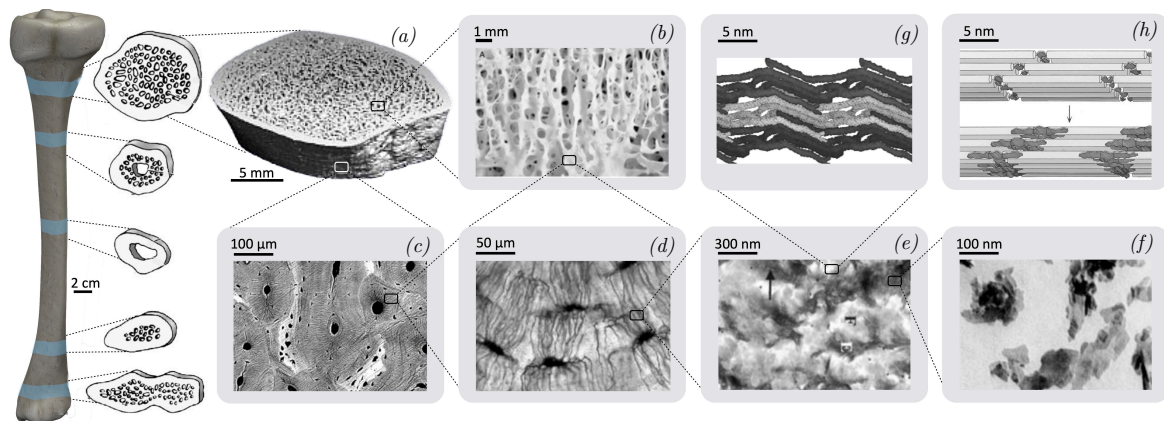 (a)
5 mm
2 cm
1 mm
(b)
A
5 nm
(g)
5 nm
(h)
100 µm
(c)
50 µm
(d)
300 nm
(e)
100 nm
(f)